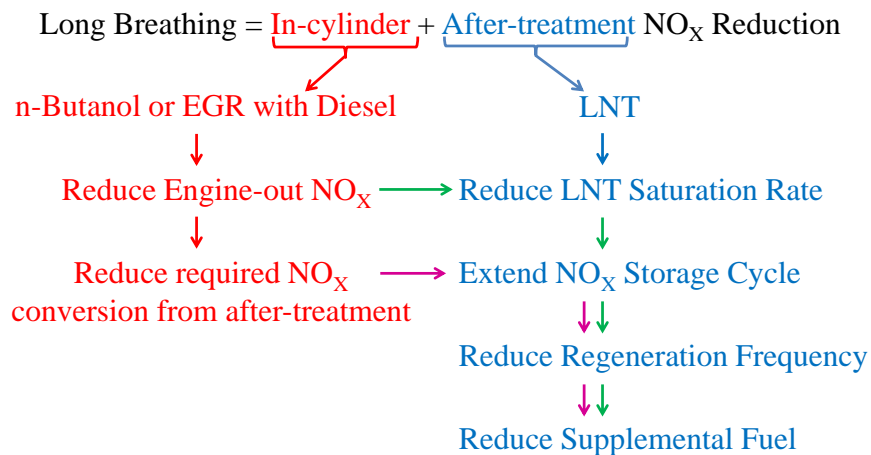 Long Breathing = In-cylinder + After-treatment NOX Reduction
n-Butanol or EGR with Diesel
LNT
Reduce Engine-out NOX
Reduce LNT Saturation Rate
Reduce required NOX
conversion from after-treatment
Extend NOX Storage Cycle
Reduce Regeneration Frequency
Reduce Supplemental Fuel